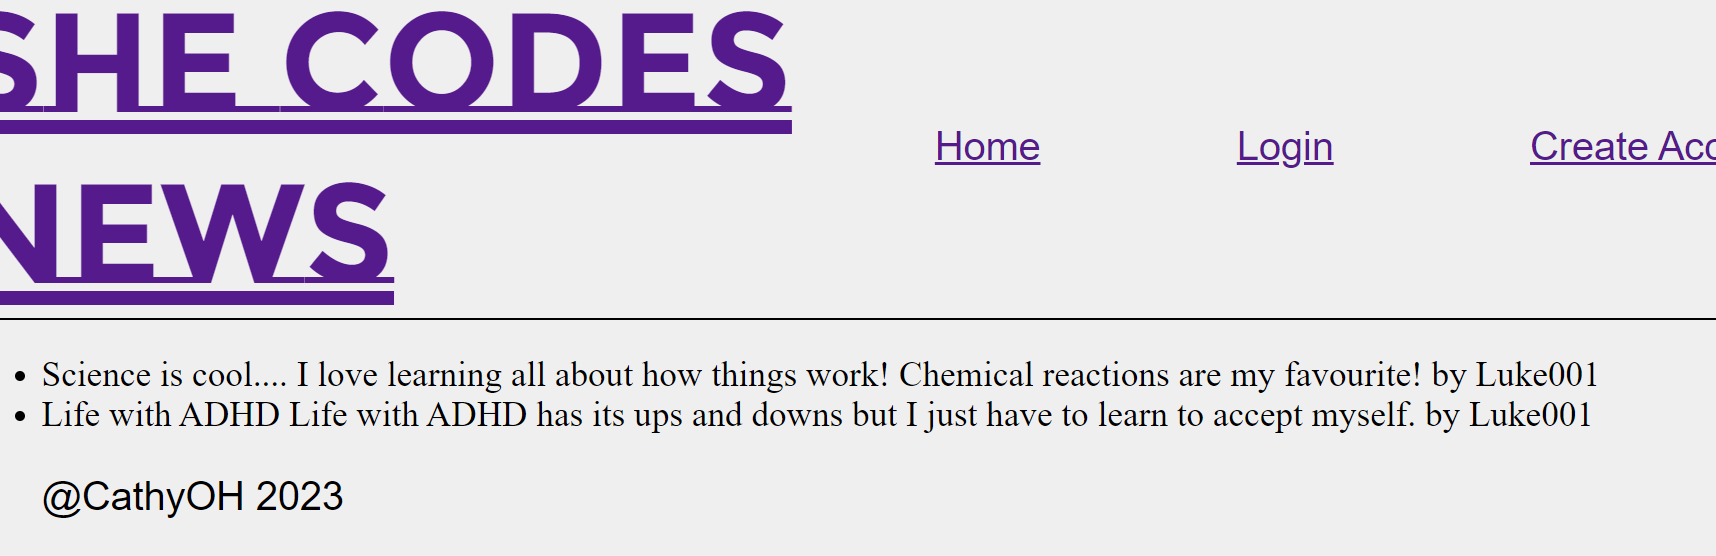 SHE CODES
NEWS
Home Login Create Acc
• Science is cool.... I love learning all about how things work! Chemical reactions are my favourite! by Luke001
• Life with ADHD Life with ADHD has its ups and downs but I just have to learn to accept myself. by Luke001
@CathyOH 2023